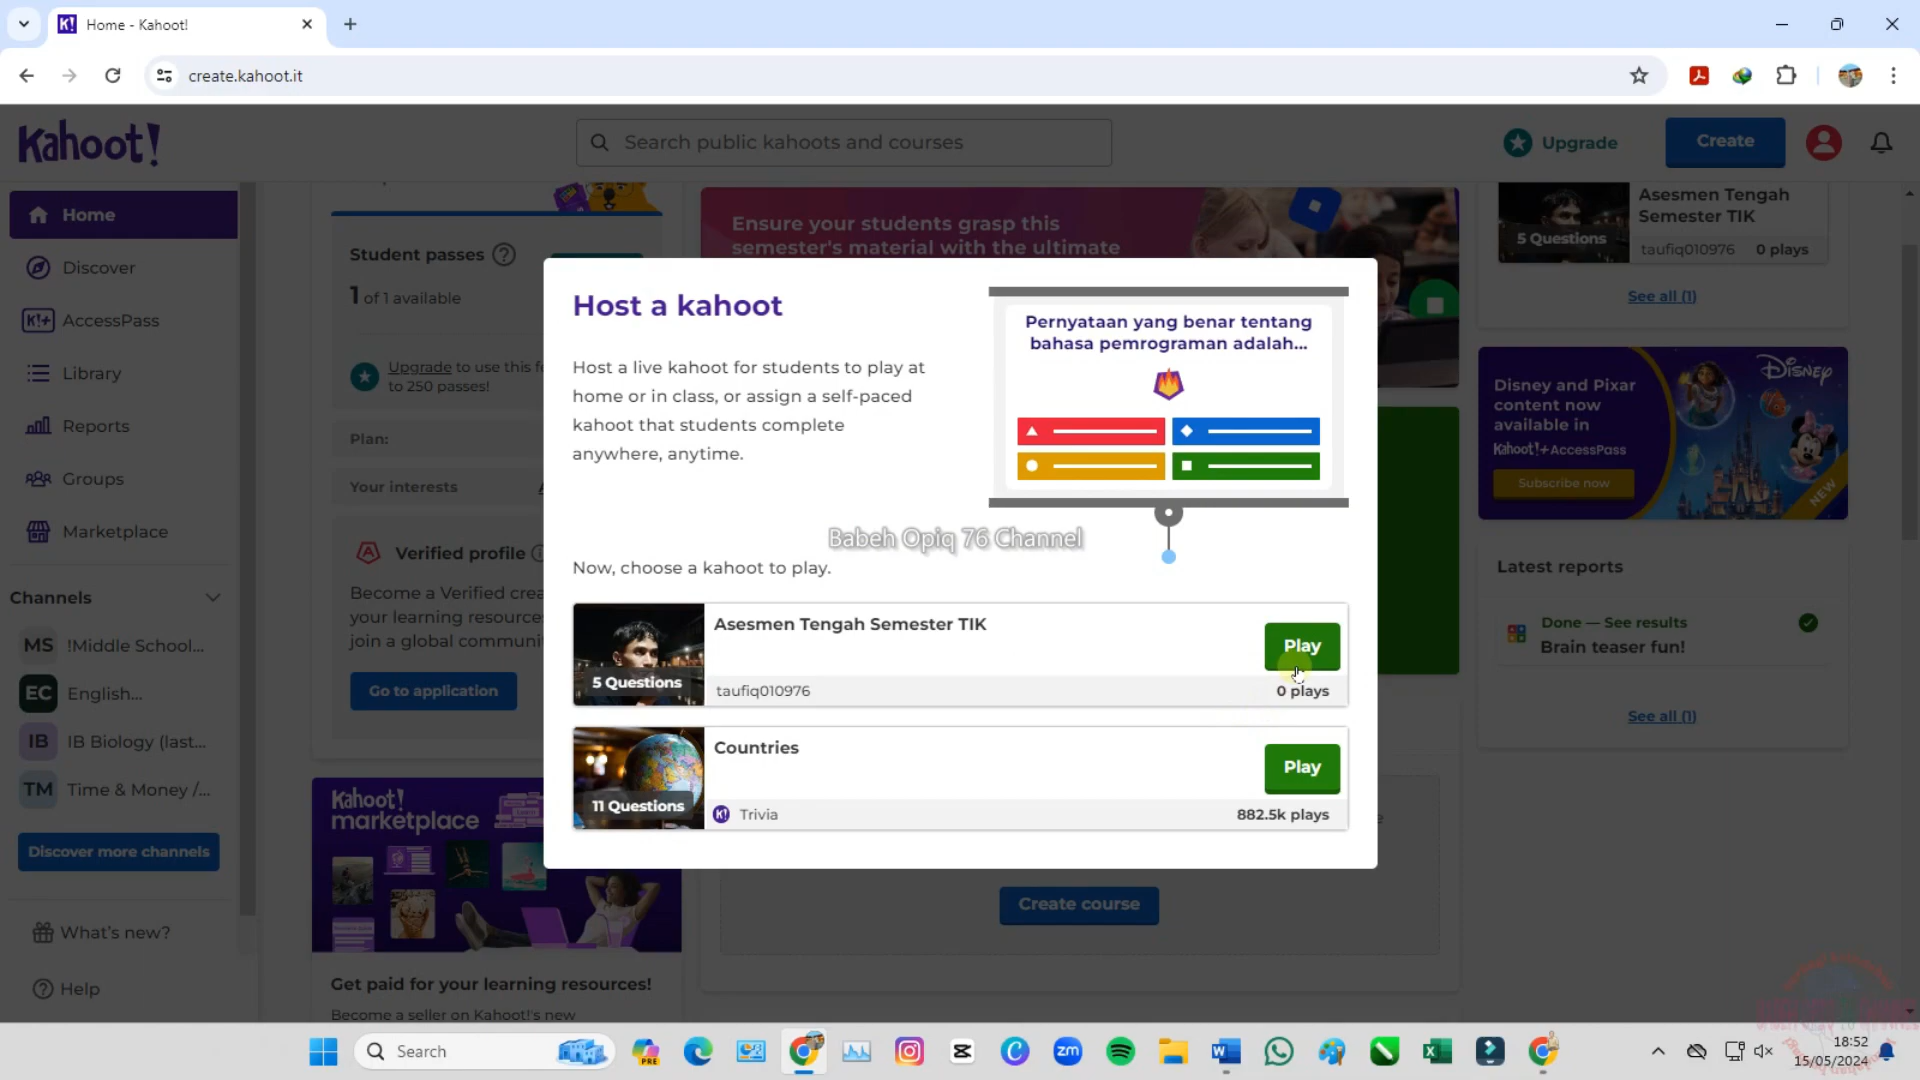 Home - Kahoot!
create.kahoot.it
Kahoot!
Search public kahoots and courses
Upgrade
Create
Home
Discover
K!+ AccessPass
Library
Reports
Groups
Marketplace
Channels
MS !Middle School...
EC English...
IB IB Biology (last...
TM Time & Money /...
Discover more channels
What's new?
Help
Student passes ?
1 of 1 available
Upgrade to use this fe
to 250 passes!
Plan:
Your interests
Verified profile
Become a Verified crea
your learning resource
join a global communi
Go to application
Kahoot!
marketplace
Get paid for your learning resources!
Become a seller on Kahoot!'s new
Ensure your students grasp this
semester's material with the ultimate
Host a kahoot
Host a live kahoot for students to play at
home or in class, or assign a self-paced
kahoot that students complete
anywhere, anytime.
Pernyataan yang benar tentang
bahasa pemrograman adalah...
Babeh Opiq 76 Channel
Now, choose a kahoot to play.
5 Questions
Asesmen Tengah Semester TIK
Play
taufiq010976
0 plays
11 Questions
Countries
Play
K! Trivia
882.5k plays
Create course
5 Questions
Asesmen Tengah
Semester TIK
taufiq010976 0 plays
See all (1)
Disney and Pixar
content now
available in
Kahoot!+AccessPass
Subscribe now
Disney
NEW
Latest reports
Done — See results
Brain teaser fun!
See all (1)
Search
PRE
zm
18:52
15/05/2024